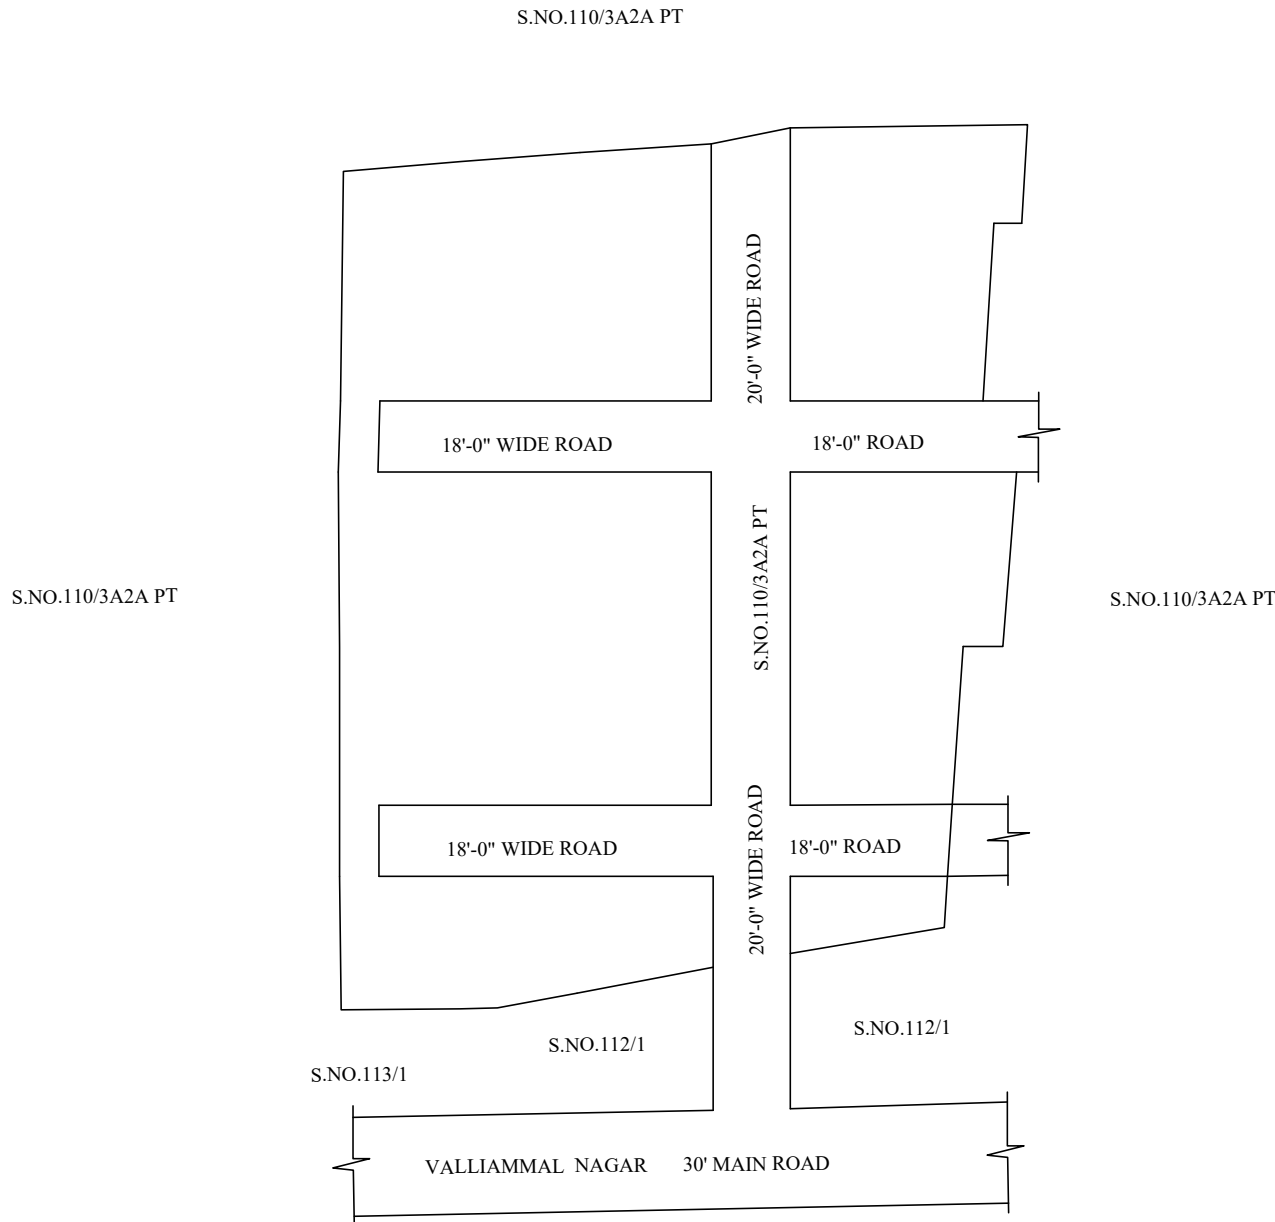 S.NO.110/3A2A PT
20'-0" WIDE ROAD
18'-0" WIDE ROAD
18'-0" ROAD
S.NO.110/3A2A PT
S.NO.110/3A2A PT
S.NO.110/3A2A PT
20'-0" WIDE ROAD
18'-0" WIDE ROAD
18'-0" ROAD
S.NO.112/1
S.NO.112/1
S.NO.113/1
VALLIAMMAL NAGAR 30' MAIN ROAD